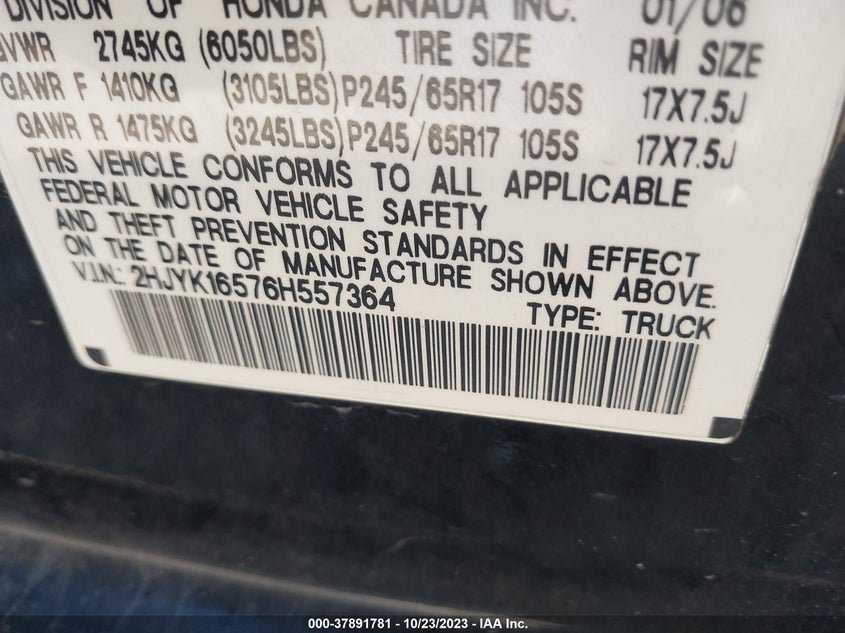 DIVISION OF HONDA CANADA INC. 01/06
GVWR 2745KG (6050LBS) TIRE SIZE RIM SIZE
GAWR F 1410KG (3105LBS) P245/65R17 105S 17X7.5J
GAWR R 1475KG (3245LBS) P245/65R17 105S 17X7.5J
THIS VEHICLE CONFORMS TO ALL APPLICABLE
FEDERAL MOTOR VEHICLE SAFETY
AND THEFT PREVENTION STANDARDS IN EFFECT
ON THE DATE OF MANUFACTURE SHOWN ABOVE.
V.I.N.: 2HJYK16576H557364 TYPE: TRUCK
000-37891781 - 10/23/2023 - IAA Inc.